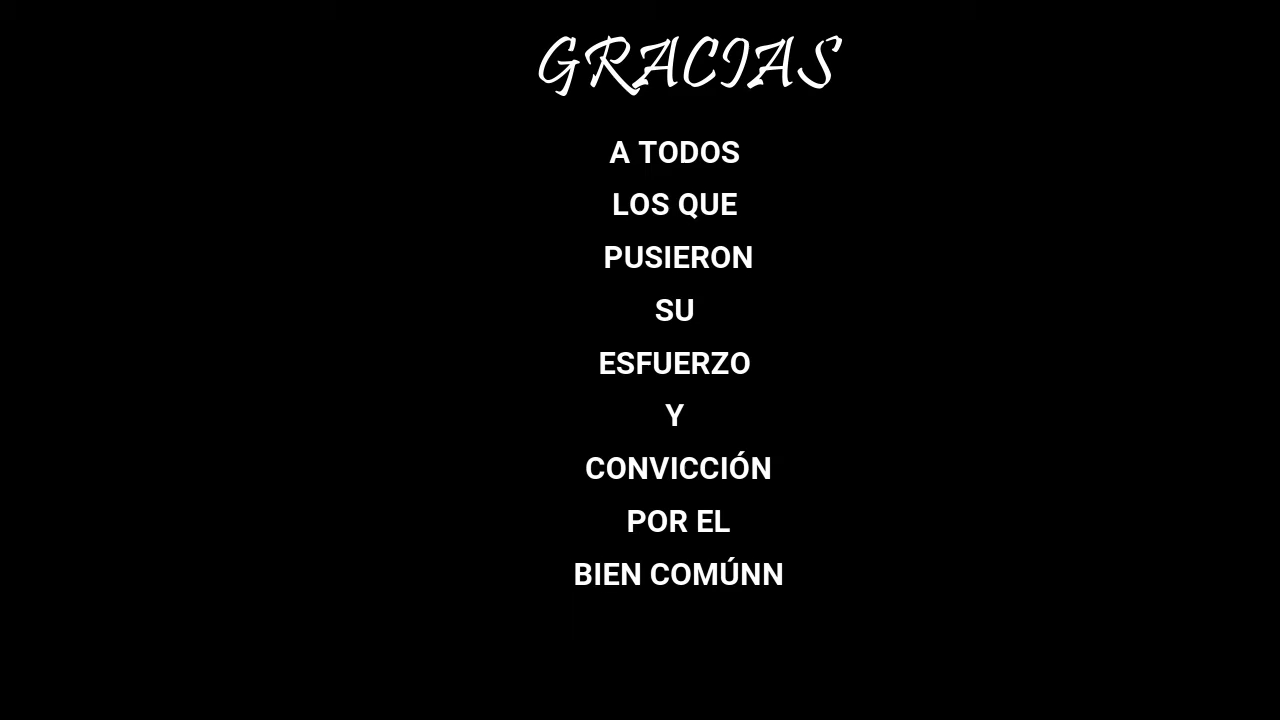 GRACIAS
A TODOS
LOS QUE
PUSIERON
SU
ESFUERZO
Y
CONVICCIÓN
POR EL
BIEN COMÚNN